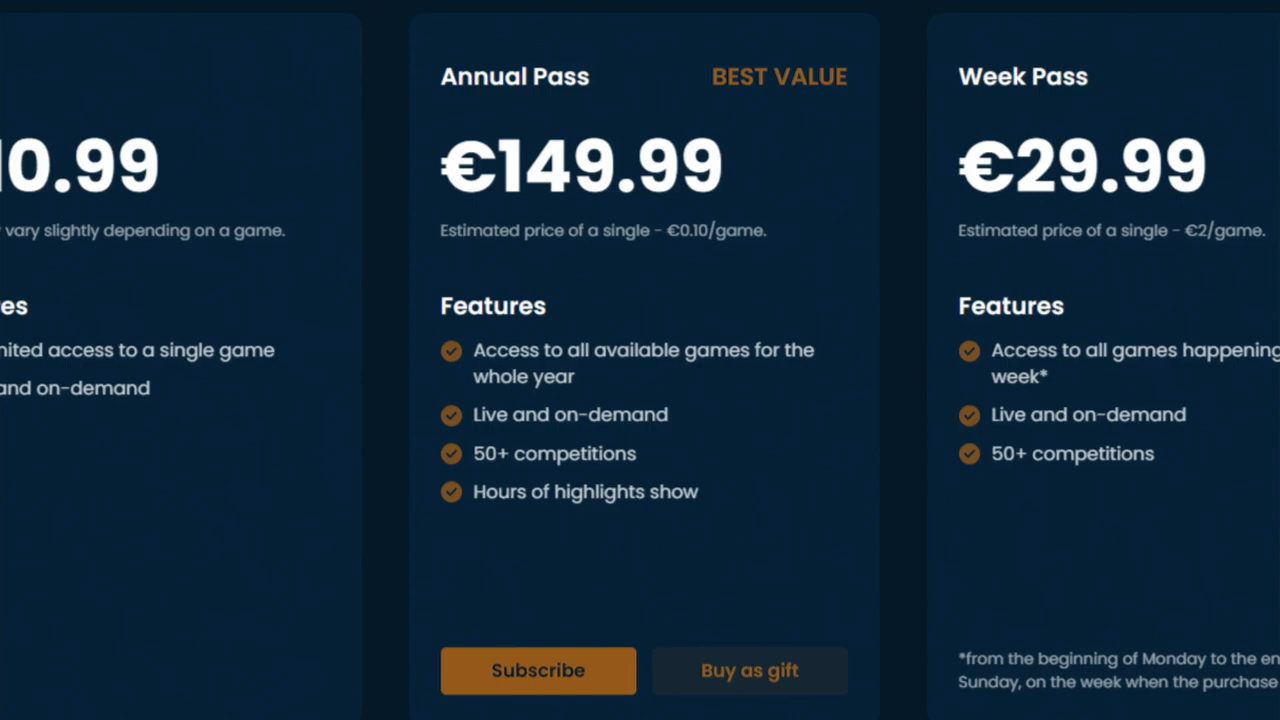 10.99
vary slightly depending on a game.
access to a single game
and on-demand
Annual Pass
BEST VALUE
€149.99
Estimated price of a single - €0.10/game.
Features
Access to all available games for the
whole year
Live and on-demand
50+ competitions
Hours of highlights show
Subscribe
Buy as gift
Week Pass
€29.99
Estimated price of a single - €2/game.
Features
Access to all games happening
week*
Live and on-demand
50+ competitions
*from the beginning of Monday to the
Sunday, on the week when the purchase